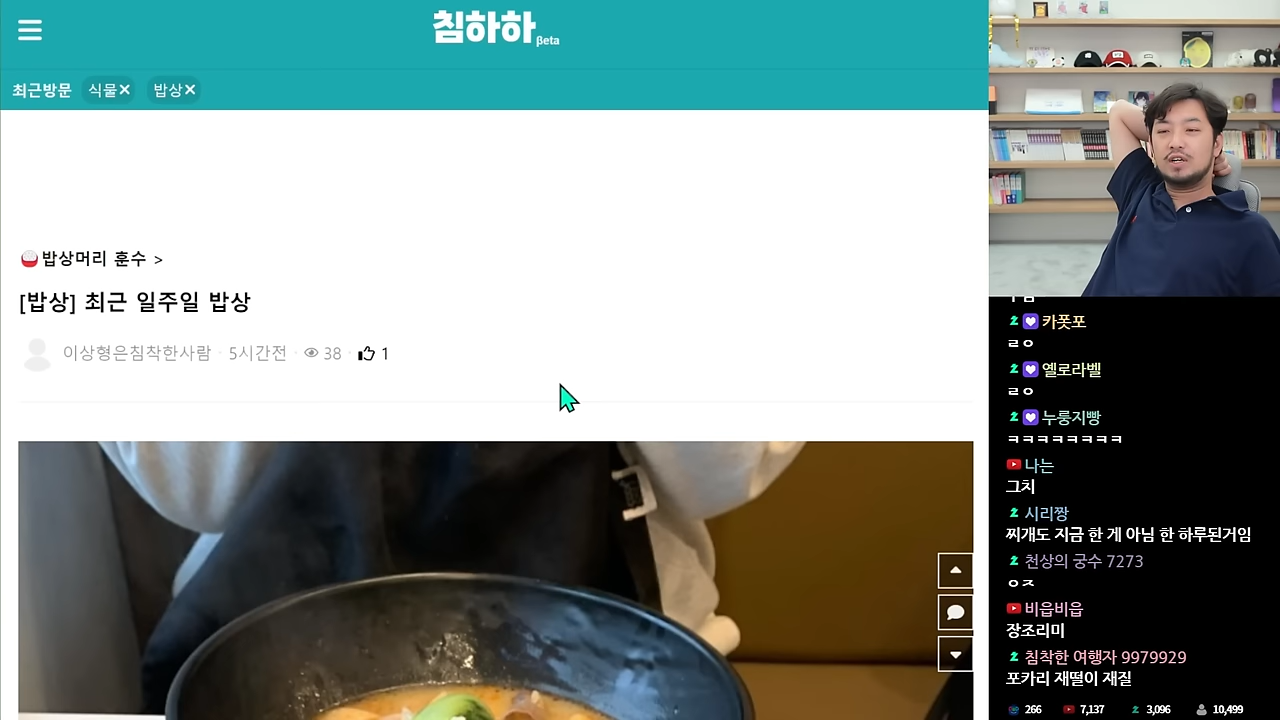 침하하 βeta
최근방문 식물✕ 밥상✕
밥상머리 훈수 >
[밥상] 최근 일주일 밥상
이상형은침착한사람 · 5시간전 · 38 · 1
카폿포
ㄹㅇ
옐로라벨
ㄹㅇ
누룽지빵
ㅋㅋㅋㅋㅋㅋㅋㅋ
나는
그치
시리짱
찌개도 지금 한 게 아님 한 하루된거임
천상의 궁수 7273
ㅇㅈ
비읍비읍
장조리미
침착한 여행자 9979929
포카리 재떨이 재질
266 7,137 3,096 10,499